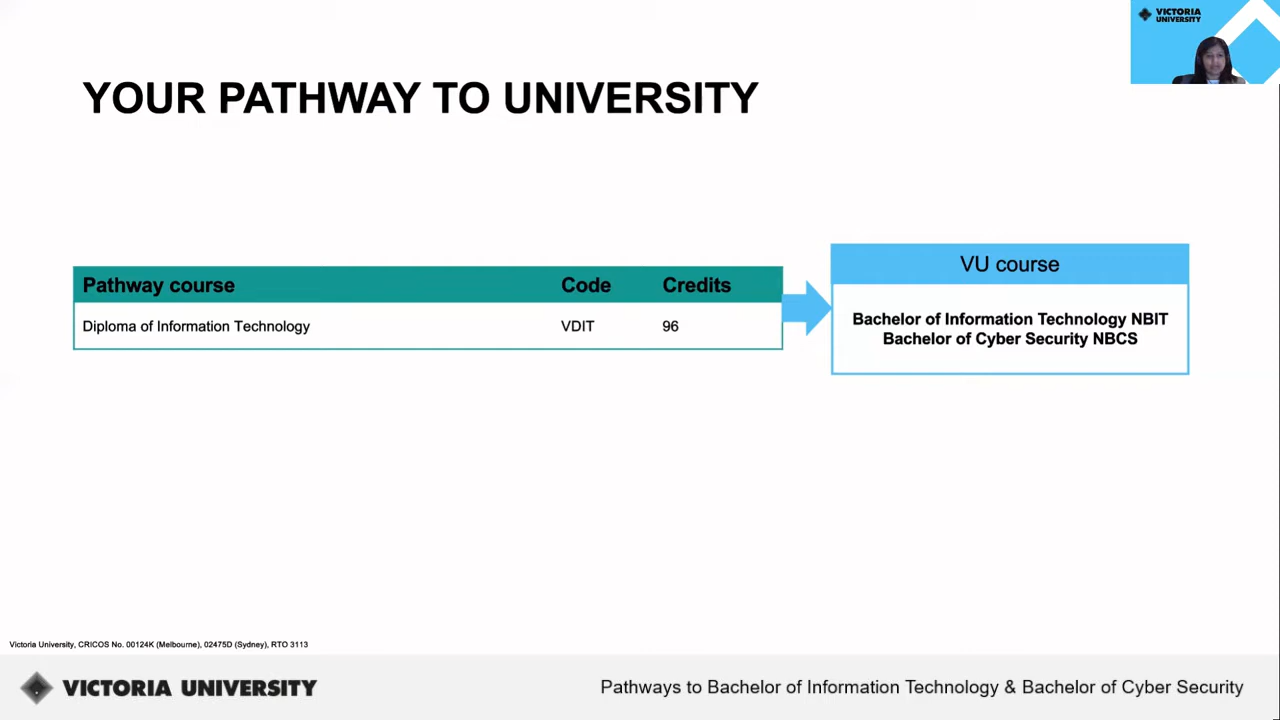 VICTORIA
UNIVERSITY
YOUR PATHWAY TO UNIVERSITY
Pathway course Code Credits
Diploma of Information Technology VDIT 96
VU course
Bachelor of Information Technology NBIT
Bachelor of Cyber Security NBCS
Victoria University, CRICOS No. 00124K (Melbourne), 02475D (Sydney), RTO 3113
VICTORIA UNIVERSITY
Pathways to Bachelor of Information Technology & Bachelor of Cyber Security